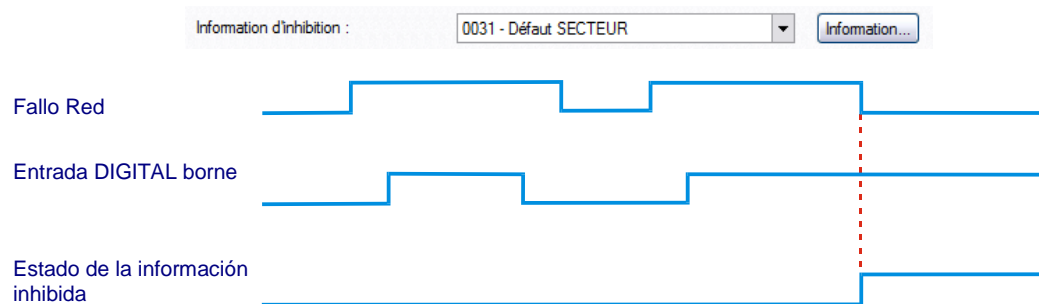 Information d'inhibition : 0031 - Défaut SECTEUR Information...
Fallo Red
Entrada DIGITAL borne
Estado de la información
inhibida